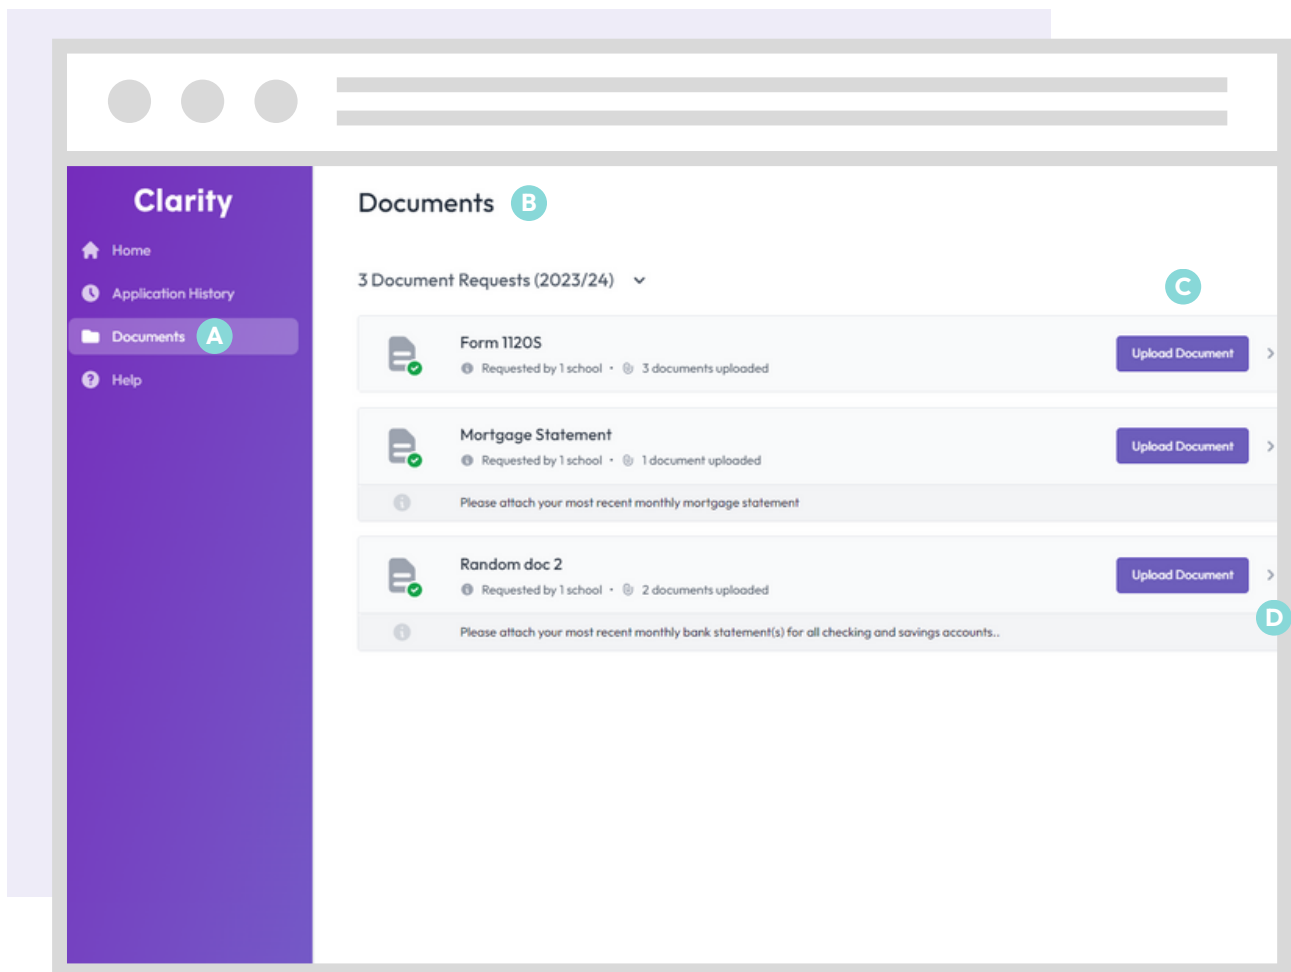 Clarity
Home
Application History
Documents A
Help
Documents B
3 Document Requests (2023/24)
C
Form 1120S
Requested by 1 school • 3 documents uploaded
Upload Document
Mortgage Statement
Requested by 1 school • 1 document uploaded
Upload Document
Please attach your most recent monthly mortgage statement
Random doc 2
Requested by 1 school • 2 documents uploaded
Upload Document
D
Please attach your most recent monthly bank statement(s) for all checking and savings accounts..